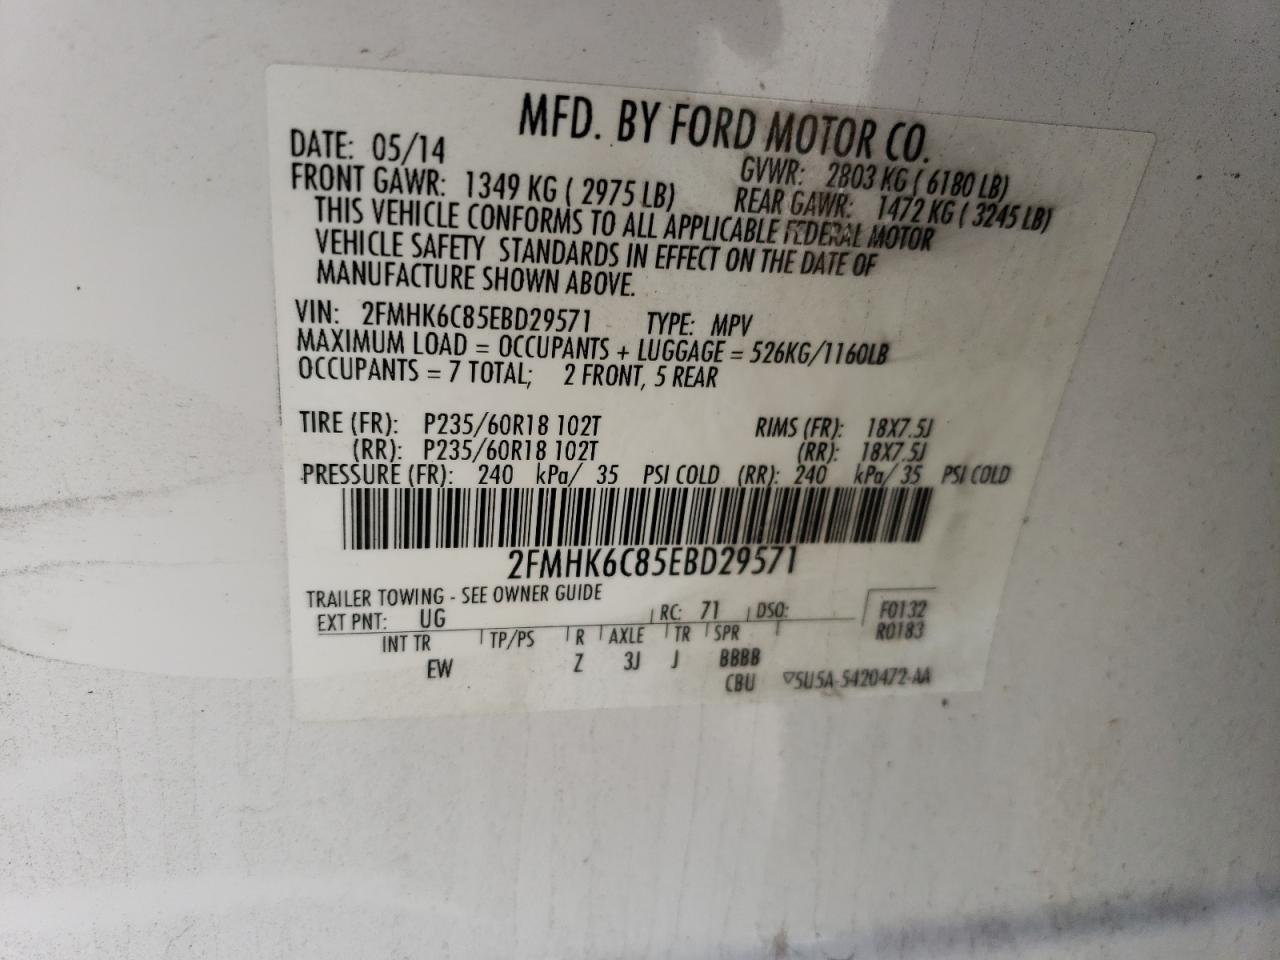 MFD. BY FORD MOTOR CO.
DATE: 05/14 GVWR: 2803 KG ( 6180 LB)
FRONT GAWR: 1349 KG ( 2975 LB) REAR GAWR: 1472 KG ( 3245 LB)
THIS VEHICLE CONFORMS TO ALL APPLICABLE FEDERAL MOTOR
VEHICLE SAFETY STANDARDS IN EFFECT ON THE DATE OF
MANUFACTURE SHOWN ABOVE.
VIN: 2FMHK6C85EBD29571 TYPE: MPV
MAXIMUM LOAD = OCCUPANTS + LUGGAGE = 526KG/1160LB
OCCUPANTS = 7 TOTAL; 2 FRONT, 5 REAR
TIRE (FR): P235/60R18 102T RIMS (FR): 18X7.5J
(RR): P235/60R18 102T (RR): 18X7.5J
PRESSURE (FR): 240 kPa/ 35 PSI COLD (RR): 240 kPa/ 35 PSI COLD
2FMHK6C85EBD29571
TRAILER TOWING - SEE OWNER GUIDE
EXT PNT: UG RC: 71 DSO: F0132
R0183
INT TR TP/PS R AXLE TR SPR
EW Z 3J J BBBB
CBU ▽5U5A-5420472-AA